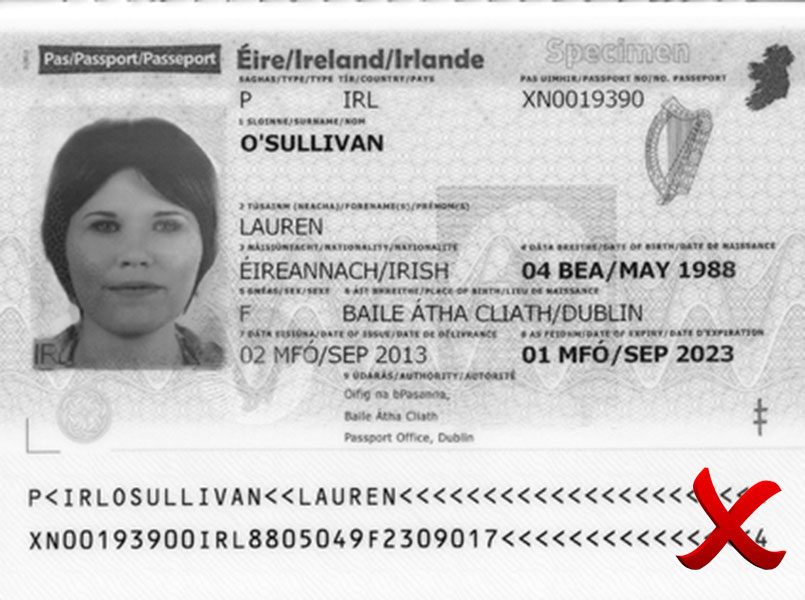 Pas/Passport/Passeport
Éire/Ireland/Irlande
Specimen
SAGHAS/TYPE/TYPE TÍR/COUNTRY/PAYS
PAS UIMHIR/PASSPORT NO/NO. PASSEPORT
P IRL XN0019390
1 SLOINNE/SURNAME/NOM
O'SULLIVAN
2 TÚSAINM (NEACHA)/FORENAME(S)/PRÉNOM(S)
LAUREN
3 NÁISIÚNTACHT/NATIONALITY/NATIONALITÉ
4 DÁTA BREITHE/DATE OF BIRTH/DATE DE NAISSANCE
ÉIREANNACH/IRISH 04 BEA/MAY 1988
5 GNÉAS/SEX/SEXE 6 ÁIT BHREITHE/PLACE OF BIRTH/LIEU DE NAISSANCE
F BAILE ÁTHA CLIATH/DUBLIN
7 DÁTA EISIÚNA/DATE OF ISSUE/DATE DE DÉLIVRANCE
8 AS FEIDHM/DATE OF EXPIRY/DATE D'EXPIRATION
02 MFÓ/SEP 2013 01 MFÓ/SEP 2023
9 ÚDARÁS/AUTHORITY/AUTORITÉ
Oifig na bPasanna,
Baile Átha Cliath
Passport Office, Dublin
IRL
P<IRLOSULLIVAN<<LAUREN<<<<<<<<<<<<<<<<<<<<<<
XN00193900IRL8805049F2309017<<<<<<<<<<<<<<<4